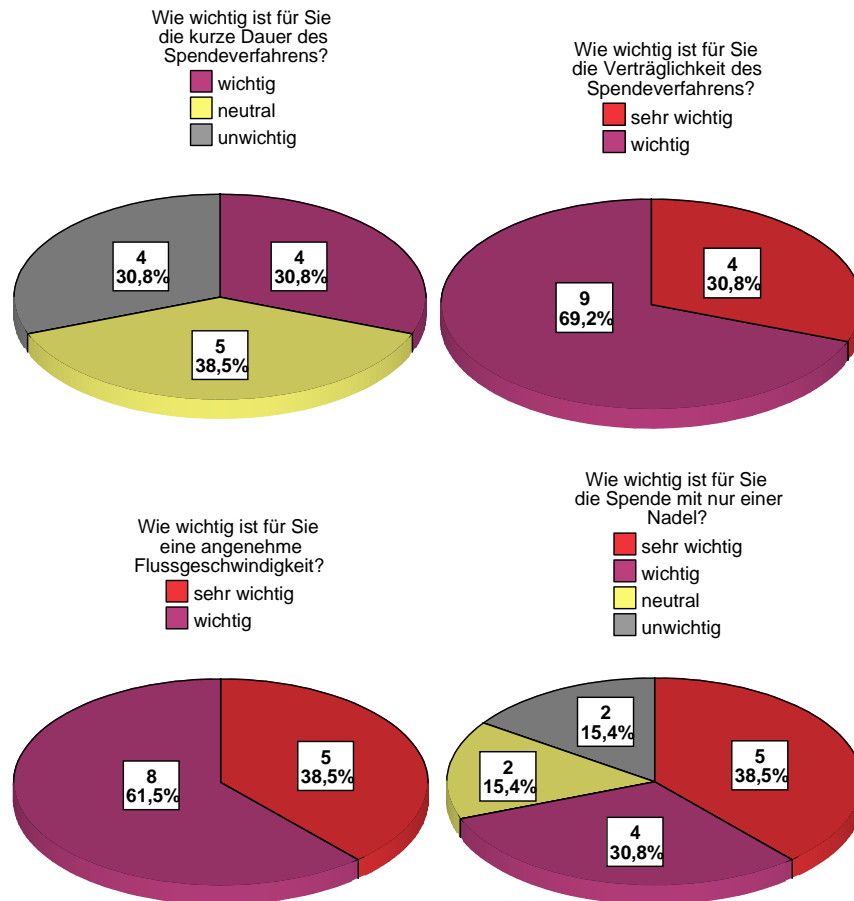 Wie wichtig ist für Sie
die kurze Dauer des
Spendeverfahrens?
wichtig
neutral
unwichtig
4
30,8%
4
30,8%
5
38,5%
Wie wichtig ist für Sie
die Verträglichkeit des
Spendeverfahrens?
sehr wichtig
wichtig
4
30,8%
9
69,2%
Wie wichtig ist für Sie
eine angenehme
Flussgeschwindigkeit?
sehr wichtig
wichtig
5
38,5%
8
61,5%
Wie wichtig ist für Sie
die Spende mit nur einer
Nadel?
sehr wichtig
wichtig
neutral
unwichtig
2
15,4%
5
38,5%
2
15,4%
4
30,8%